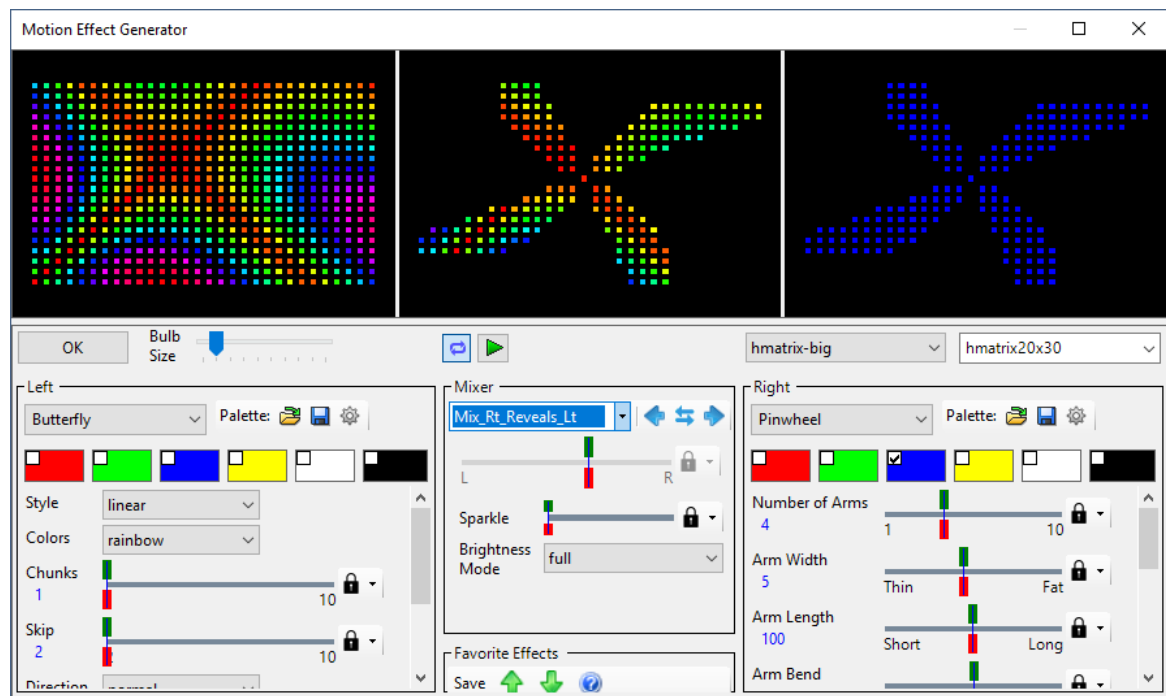 Motion Effect Generator
OK
Bulb Size
hmatrix-big
hmatrix20x30
Left
Butterfly
Palette:
Style
linear
Colors
rainbow
Chunks
1
10
Skip
2
10
Direction
normal
Mixer
Mix_Rt_Reveals_Lt
L
R
Sparkle
Brightness Mode
full
Favorite Effects
Save
Right
Pinwheel
Palette:
Number of Arms
4
1
10
Arm Width
5
Thin
Fat
Arm Length
100
Short
Long
Arm Bend